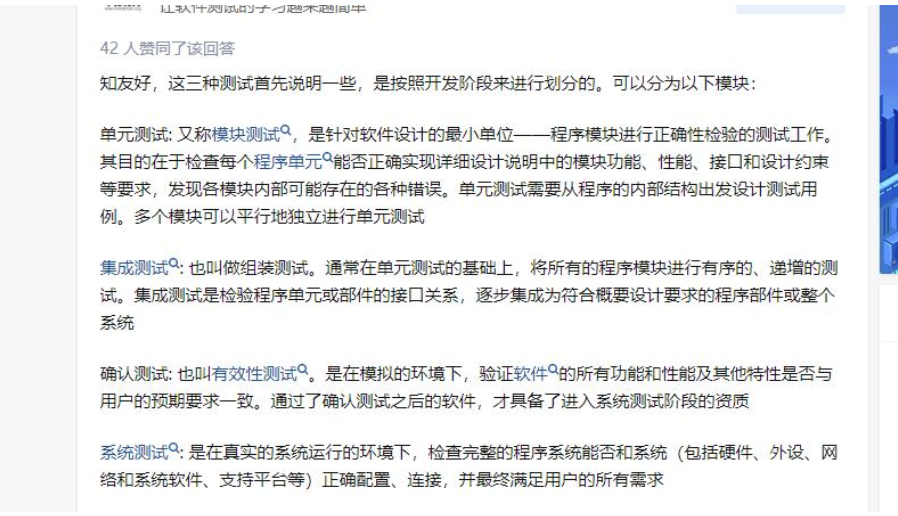 让软件测试的学习越来越简单
42 人赞同了该回答
知友好，这三种测试首先说明一些，是按照开发阶段来进行划分的。可以分为以下模块：
单元测试: 又称模块测试，是针对软件设计的最小单位——程序模块进行正确性检验的测试工作。
其目的在于检查每个程序单元能否正确实现详细设计说明中的模块功能、性能、接口和设计约束
等要求，发现各模块内部可能存在的各种错误。单元测试需要从程序的内部结构出发设计测试用
例。多个模块可以平行地独立进行单元测试
集成测试: 也叫做组装测试。通常在单元测试的基础上，将所有的程序模块进行有序的、递增的测
试。集成测试是检验程序单元或部件的接口关系，逐步集成为符合概要设计要求的程序部件或整个
系统
确认测试: 也叫有效性测试。是在模拟的环境下，验证软件的所有功能和性能及其他特性是否与
用户的预期要求一致。通过了确认测试之后的软件，才具备了进入系统测试阶段的资质
系统测试: 是在真实的系统运行的环境下，检查完整的程序系统能否和系统（包括硬件、外设、网
络和系统软件、支持平台等）正确配置、连接，并最终满足用户的所有需求